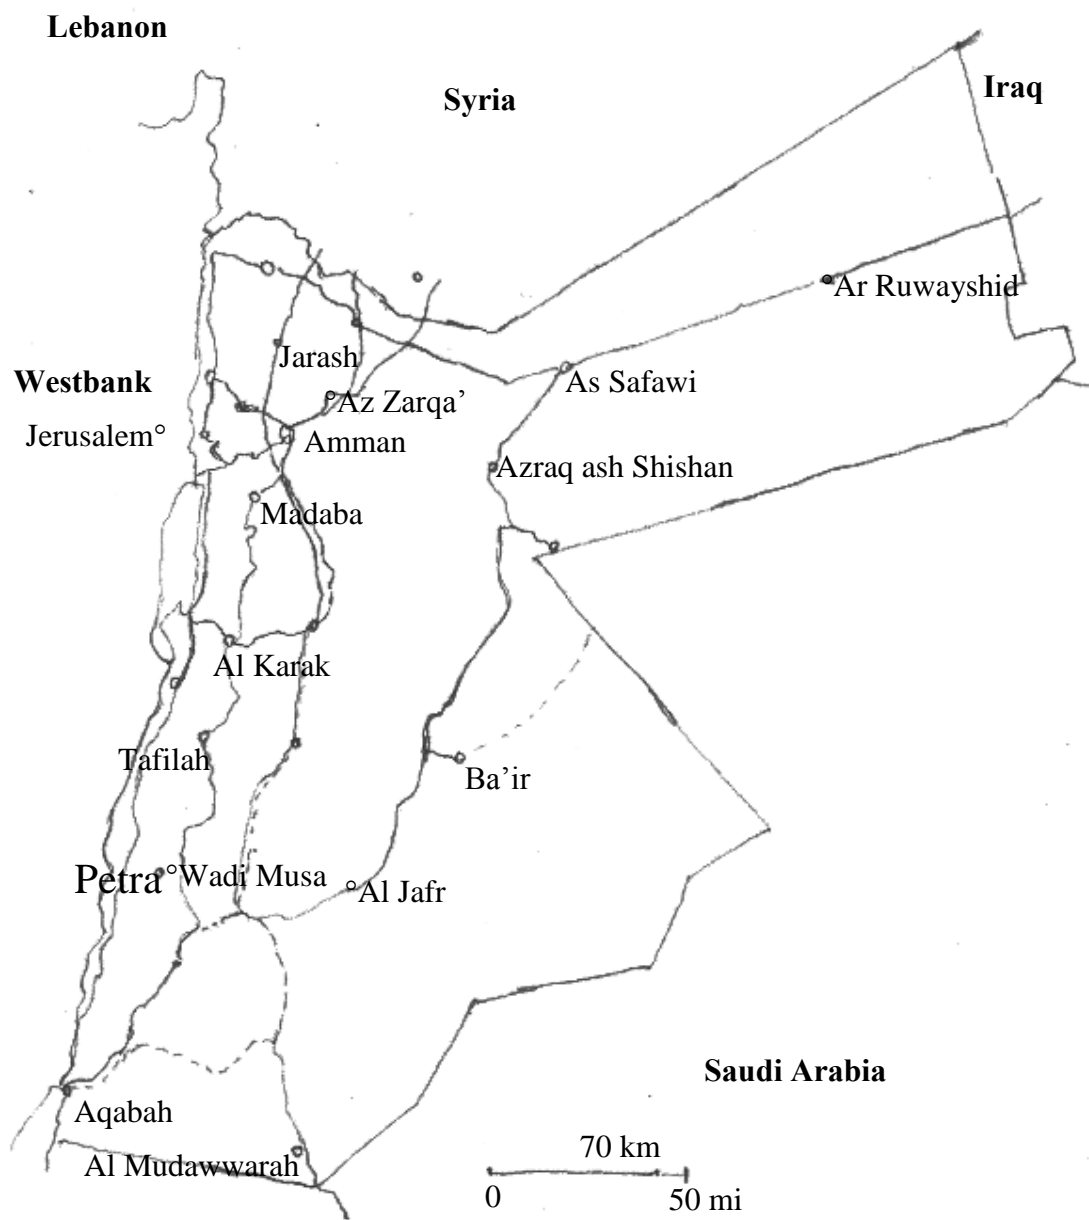 Lebanon
Syria
Iraq
Ar Ruwayshid
Jarash
Westbank
As Safawi
°Az Zarqa’
Jerusalem°
Amman
Azraq ash Shishan
Madaba
Al Karak
Tafilah
Ba’ir
Petra°Wadi Musa
°Al Jafr
Saudi Arabia
Aqabah
70 km
Al Mudawwarah
0
50 mi